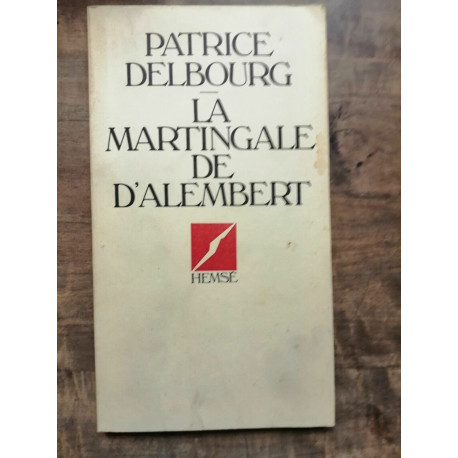 PATRICE
DELBOURG
LA
MARTINGALE
DE
D'ALEMBERT
HEMSÉ